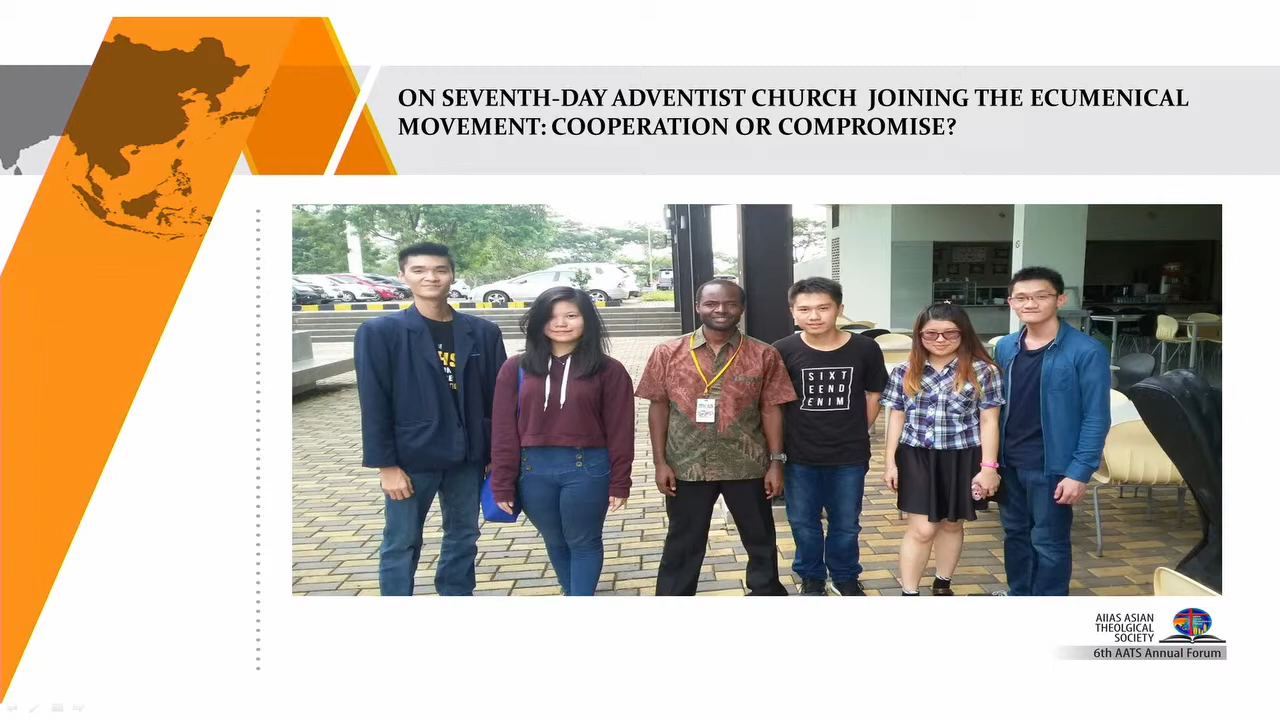 ON SEVENTH-DAY ADVENTIST CHURCH JOINING THE ECUMENICAL
MOVEMENT: COOPERATION OR COMPROMISE?
SIXT
EEND
ENIM
AIIAS ASIAN
THEOLGICAL
SOCIETY
6th AATS Annual Forum